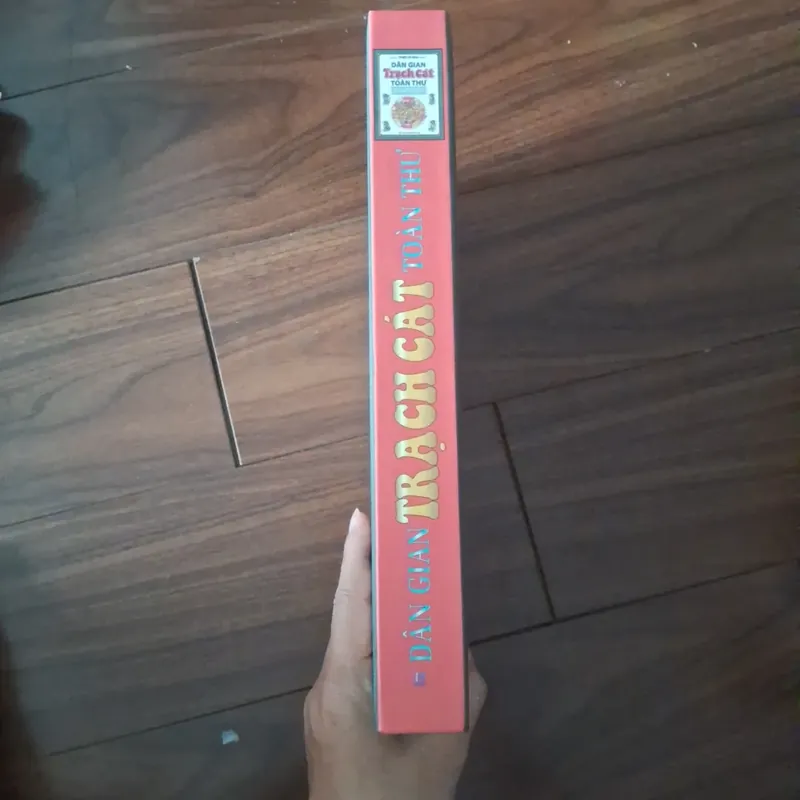 DÂN GIAN
Trạch Cát
TOÀN THƯ
DÂN GIAN TRẠCH CÁT TOÀN THƯ